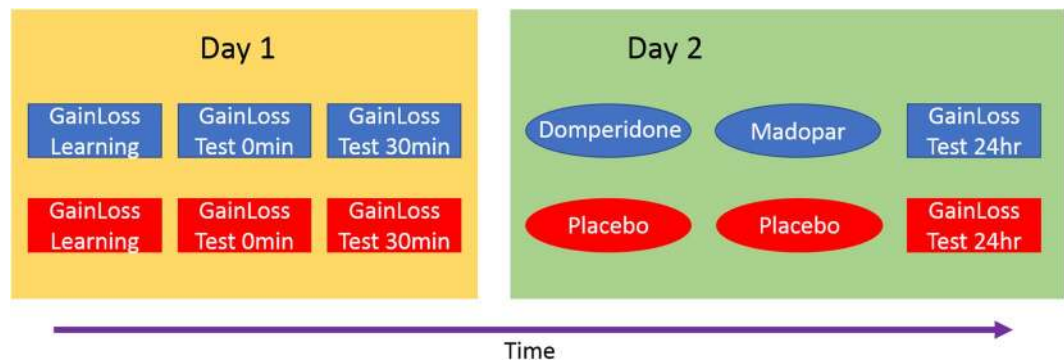 Day 1
GainLoss
Learning
GainLoss
Test 0min
GainLoss
Test 30min
GainLoss
Learning
GainLoss
Test 0min
GainLoss
Test 30min
Day 2
Domperidone
Madopar
GainLoss
Test 24hr
Placebo
Placebo
GainLoss
Test 24hr
Time